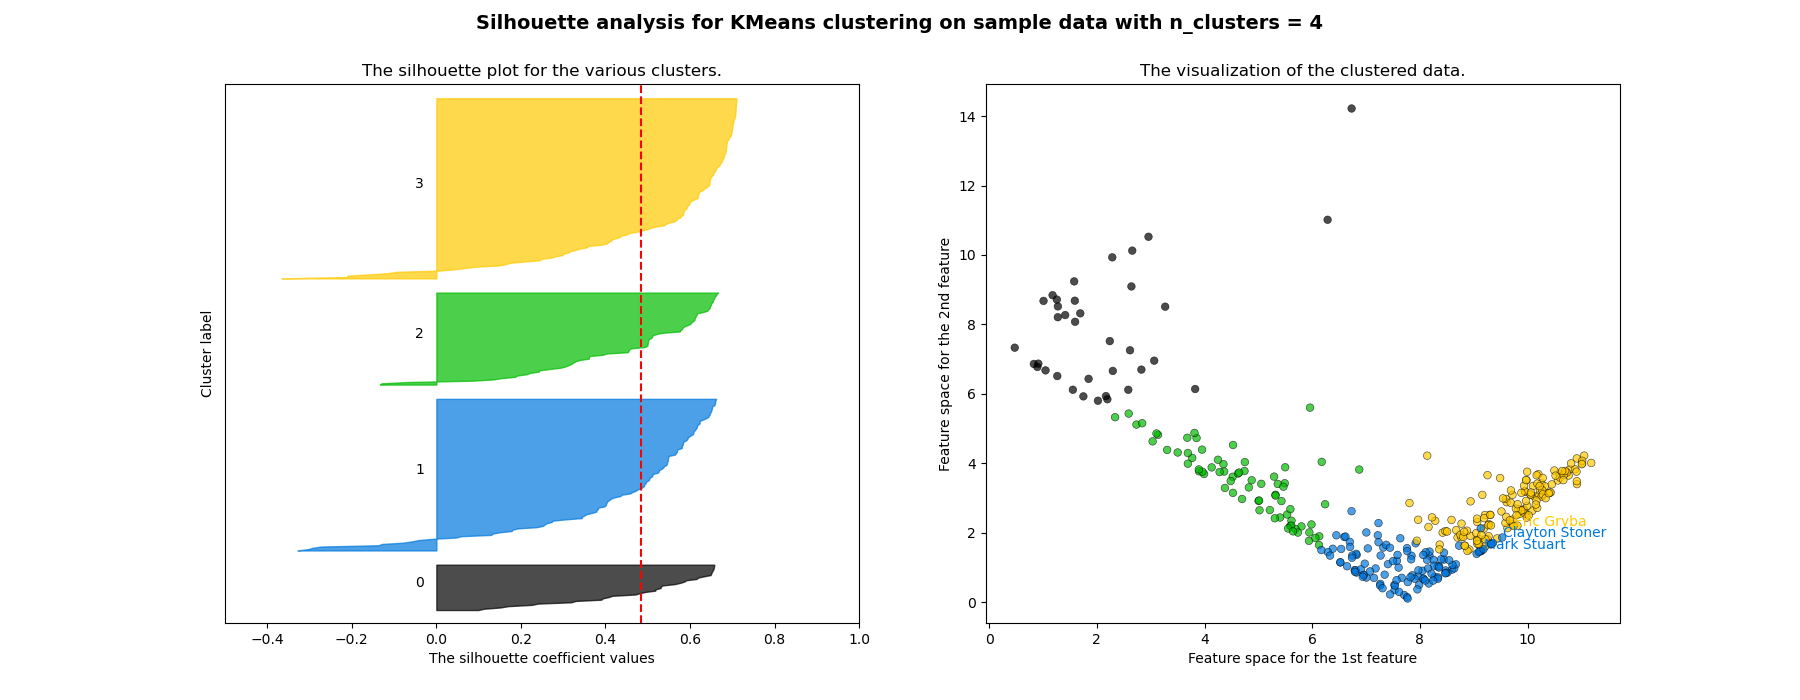 Silhouette analysis for KMeans clustering on sample data with n_clusters = 4
The silhouette plot for the various clusters.
3
2
1
0
Cluster label
−0.4 −0.2 0.0 0.2 0.4 0.6 0.8 1.0
The silhouette coefficient values
The visualization of the clustered data.
14
12
10
8
6
4
2
0
Feature space for the 2nd feature
Gryba
Clayton Stoner
Stuart
0 2 4 6 8 10
Feature space for the 1st feature